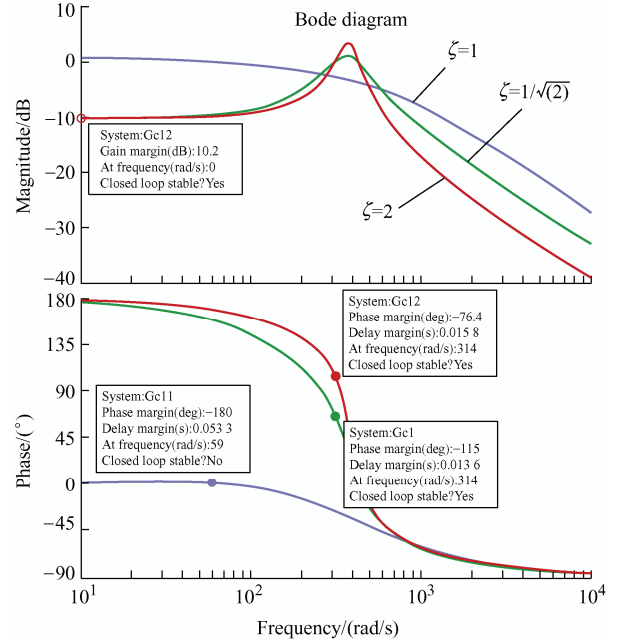 Bode diagram
10
0
−10
−20
−30
−40
Magnitude/dB
ζ=1
ζ=1/√(2)
ζ=2
System:Gc12
Gain margin(dB):10.2
At frequency(rad/s):0
Closed loop stable?Yes
180
135
90
45
0
−45
−90
Phase/(°)
System:Gc12
Phase margin(deg):−76.4
Delay margin(s):0.015 8
At frequency(rad/s):314
Closed loop stable?Yes
System:Gc11
Phase margin(deg):−180
Delay margin(s):0.053 3
At frequency(rad/s):59
Closed loop stable?No
System:Gc1
Phase margin(deg):−115
Delay margin(s):0.013 6
At frequency(rad/s):314
Closed loop stable?Yes
10¹ 10² 10³ 10⁴
Frequency/(rad/s)